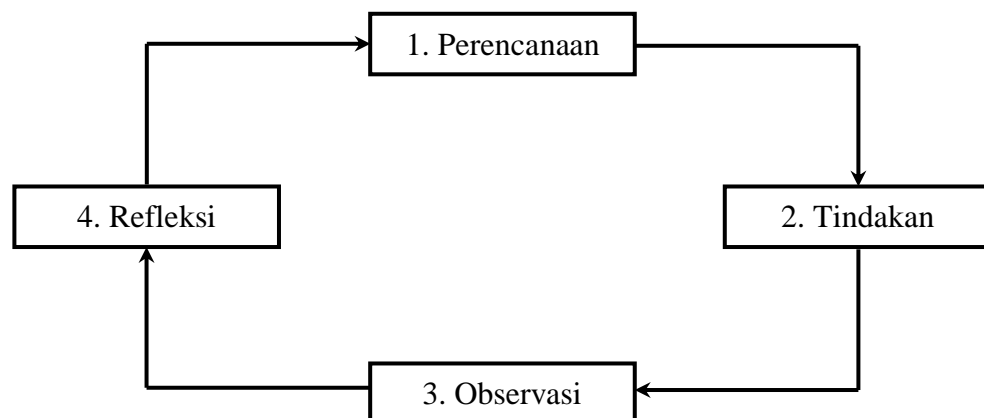 1. Perencanaan
4. Refleksi
2. Tindakan
3. Observasi